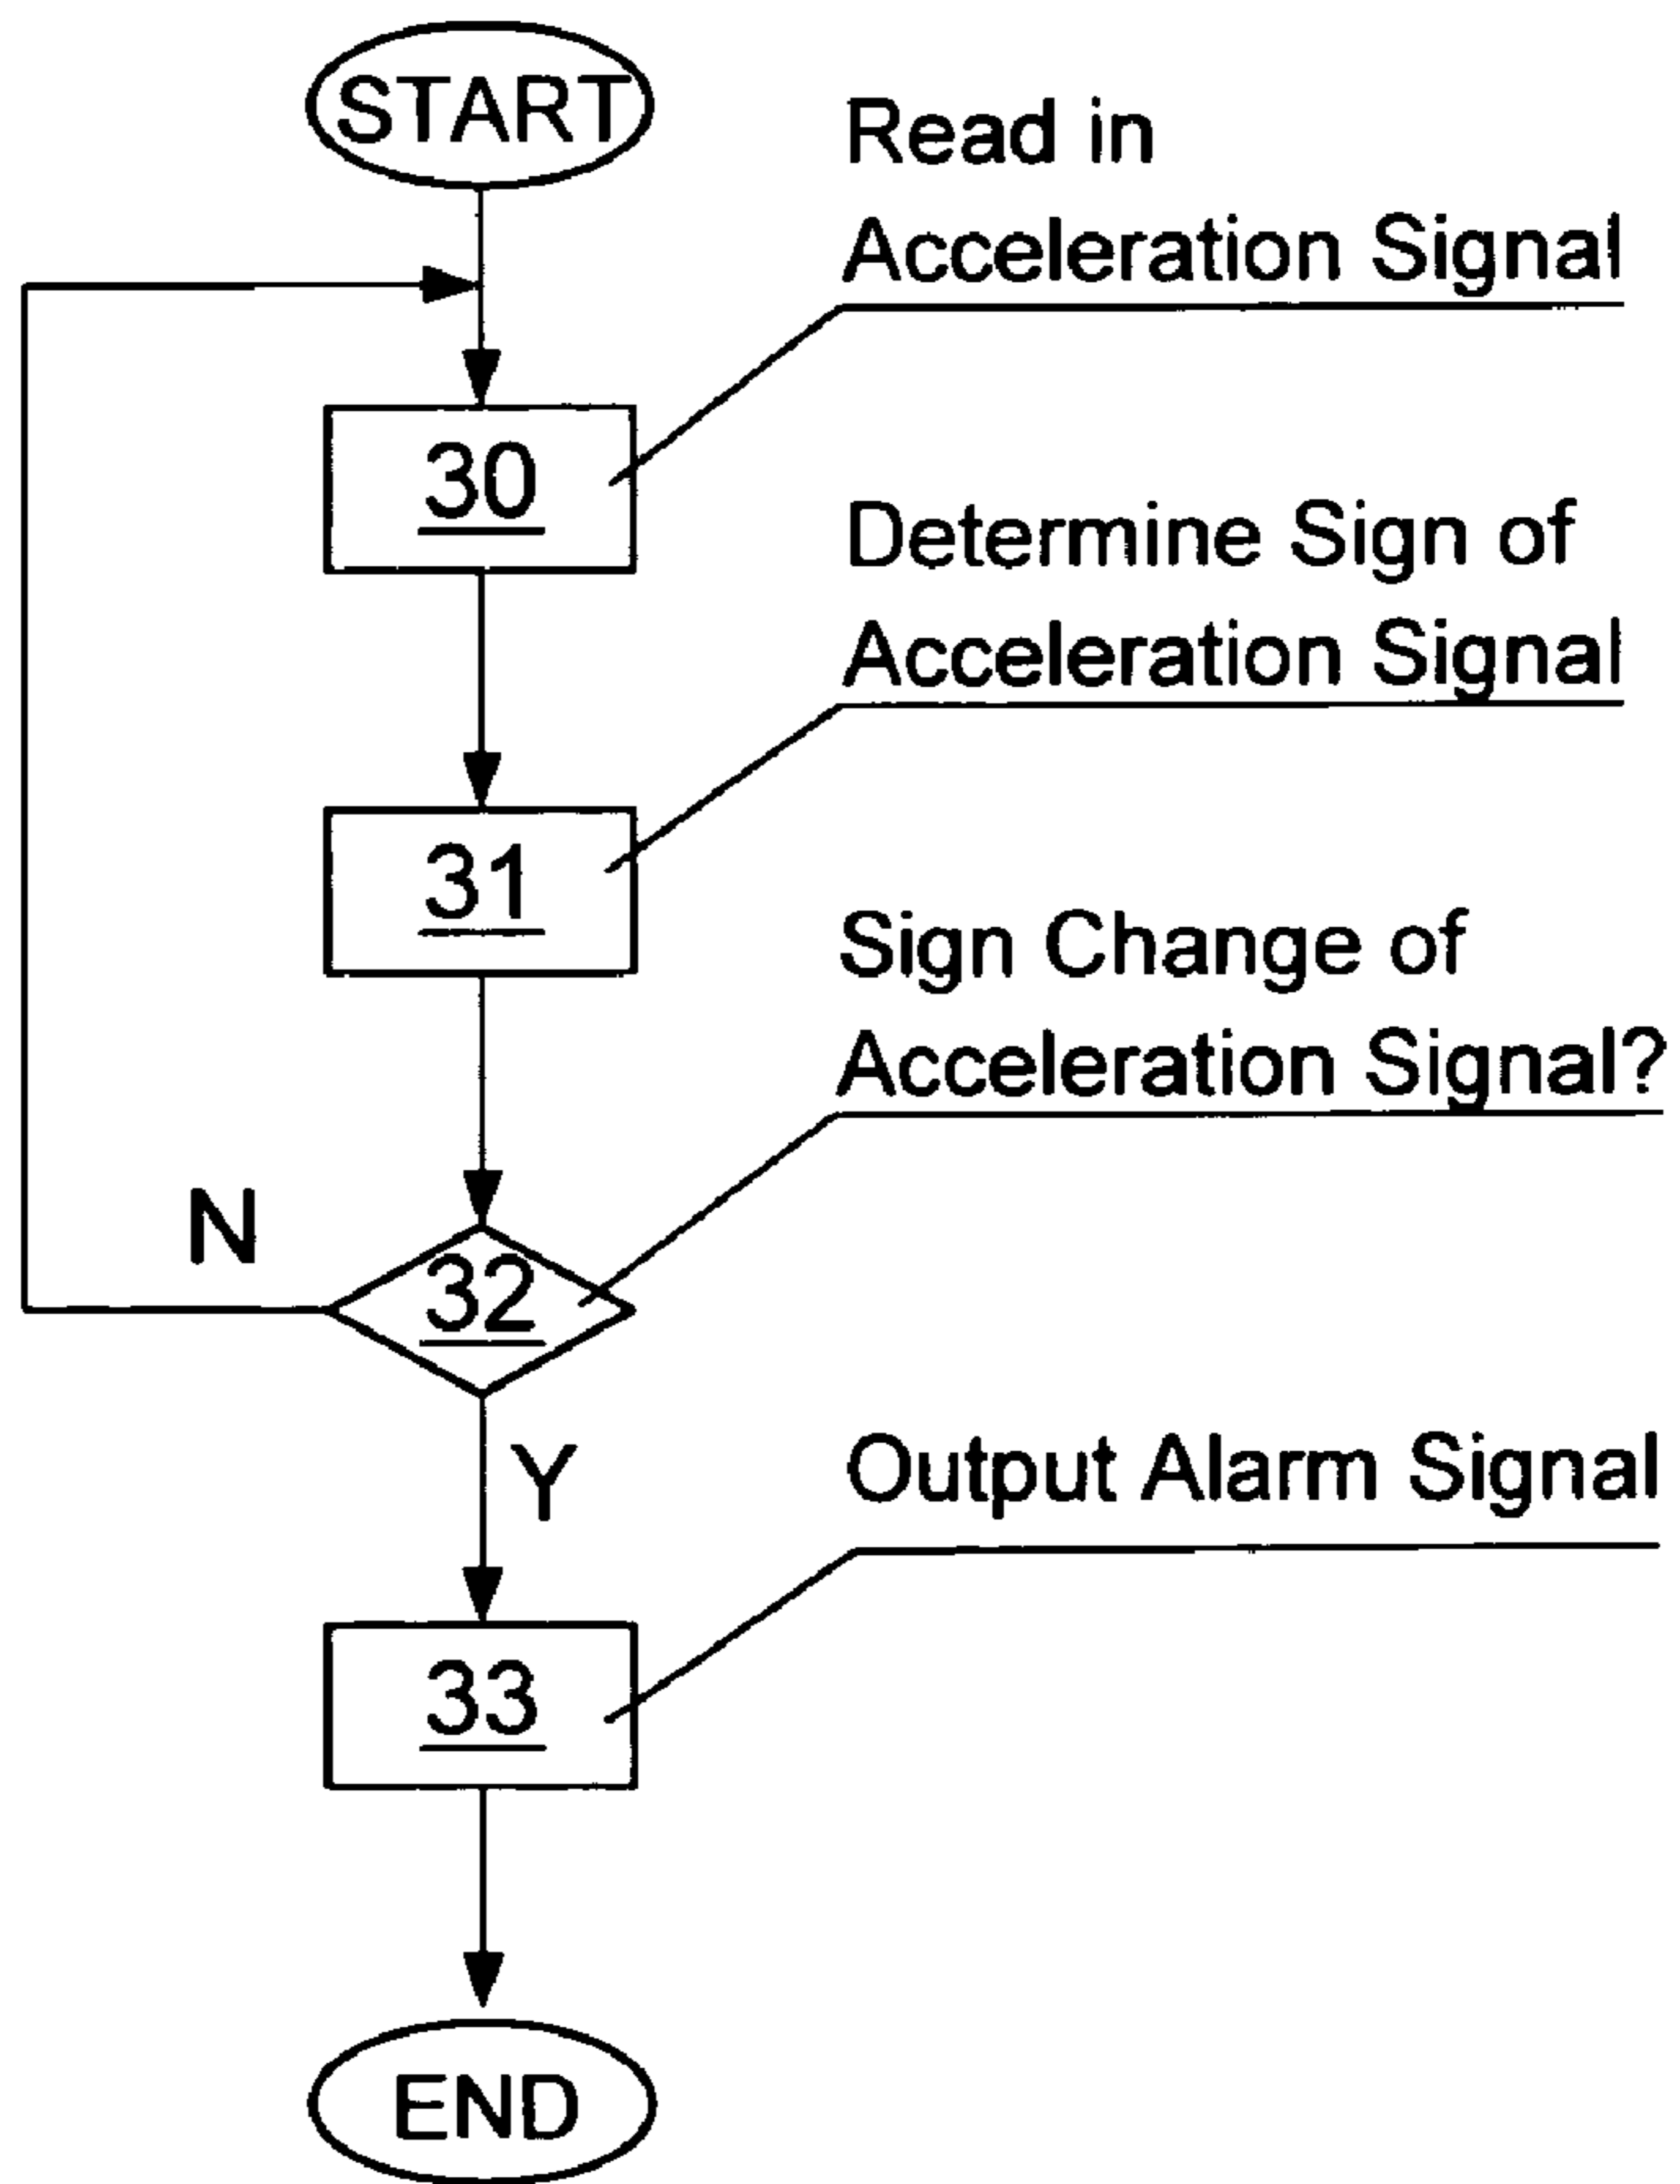 START
Read in
Acceleration Signal
30
Determine Sign of
Acceleration Signal
31
Sign Change of
Acceleration Signal?
N
32
Y
Output Alarm Signal
33
END